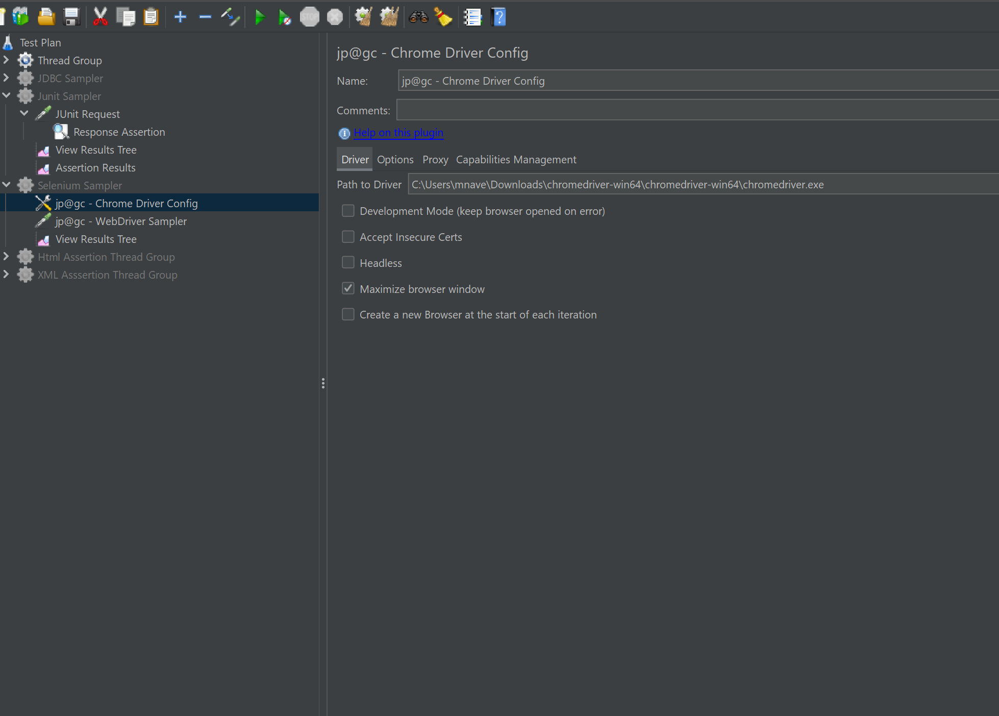 STOP
Test Plan
Thread Group
JDBC Sampler
Junit Sampler
JUnit Request
Response Assertion
View Results Tree
Assertion Results
Selenium Sampler
jp@gc - Chrome Driver Config
jp@gc - WebDriver Sampler
View Results Tree
Html Assertion Thread Group
XML Asssertion Thread Group
jp@gc - Chrome Driver Config
Name: jp@gc - Chrome Driver Config
Comments:
Help on this plugin
Driver Options Proxy Capabilities Management
Path to Driver C:\Users\mnave\Downloads\chromedriver-win64\chromedriver-win64\chromedriver.exe
Development Mode (keep browser opened on error)
Accept Insecure Certs
Headless
Maximize browser window
Create a new Browser at the start of each iteration